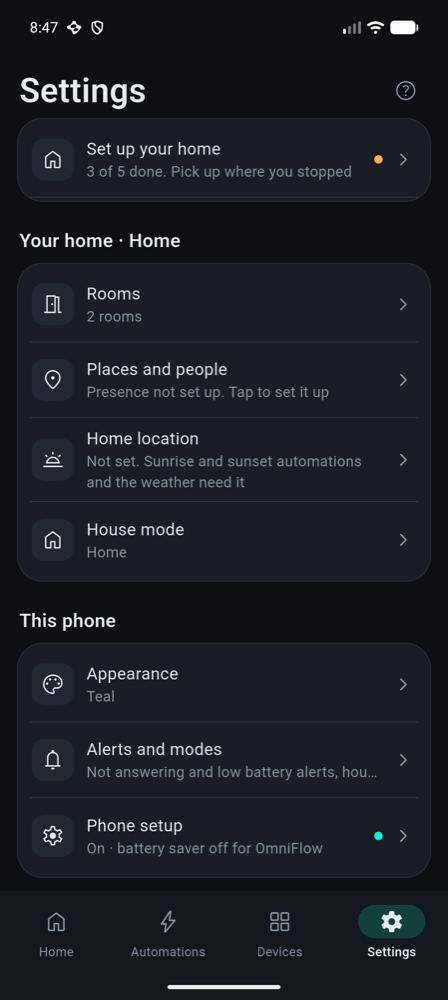 8:47
Settings
Set up your home
3 of 5 done. Pick up where you stopped
Your home · Home
Rooms
2 rooms
Places and people
Presence not set up. Tap to set it up
Home location
Not set. Sunrise and sunset automations
and the weather need it
House mode
Home
This phone
Appearance
Teal
Alerts and modes
Not answering and low battery alerts, hou...
Phone setup
On · battery saver off for OmniFlow
Home
Automations
Devices
Settings